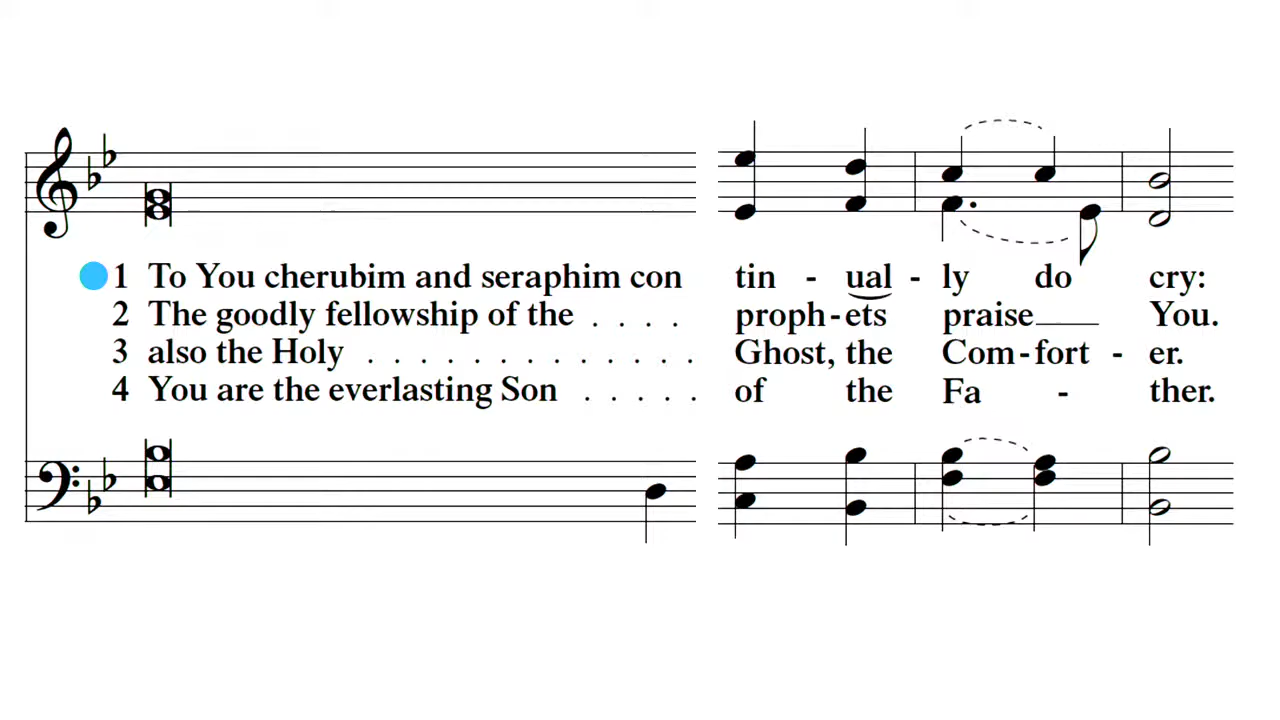 1 To You cherubim and seraphim con tin - ual - ly do cry:
2 The goodly fellowship of the . . . . proph - ets praise___ You.
3 also the Holy . . . . . . . . . . . . . Ghost, the Com - fort - er.
4 You are the everlasting Son . . . . . of the Fa - ther.